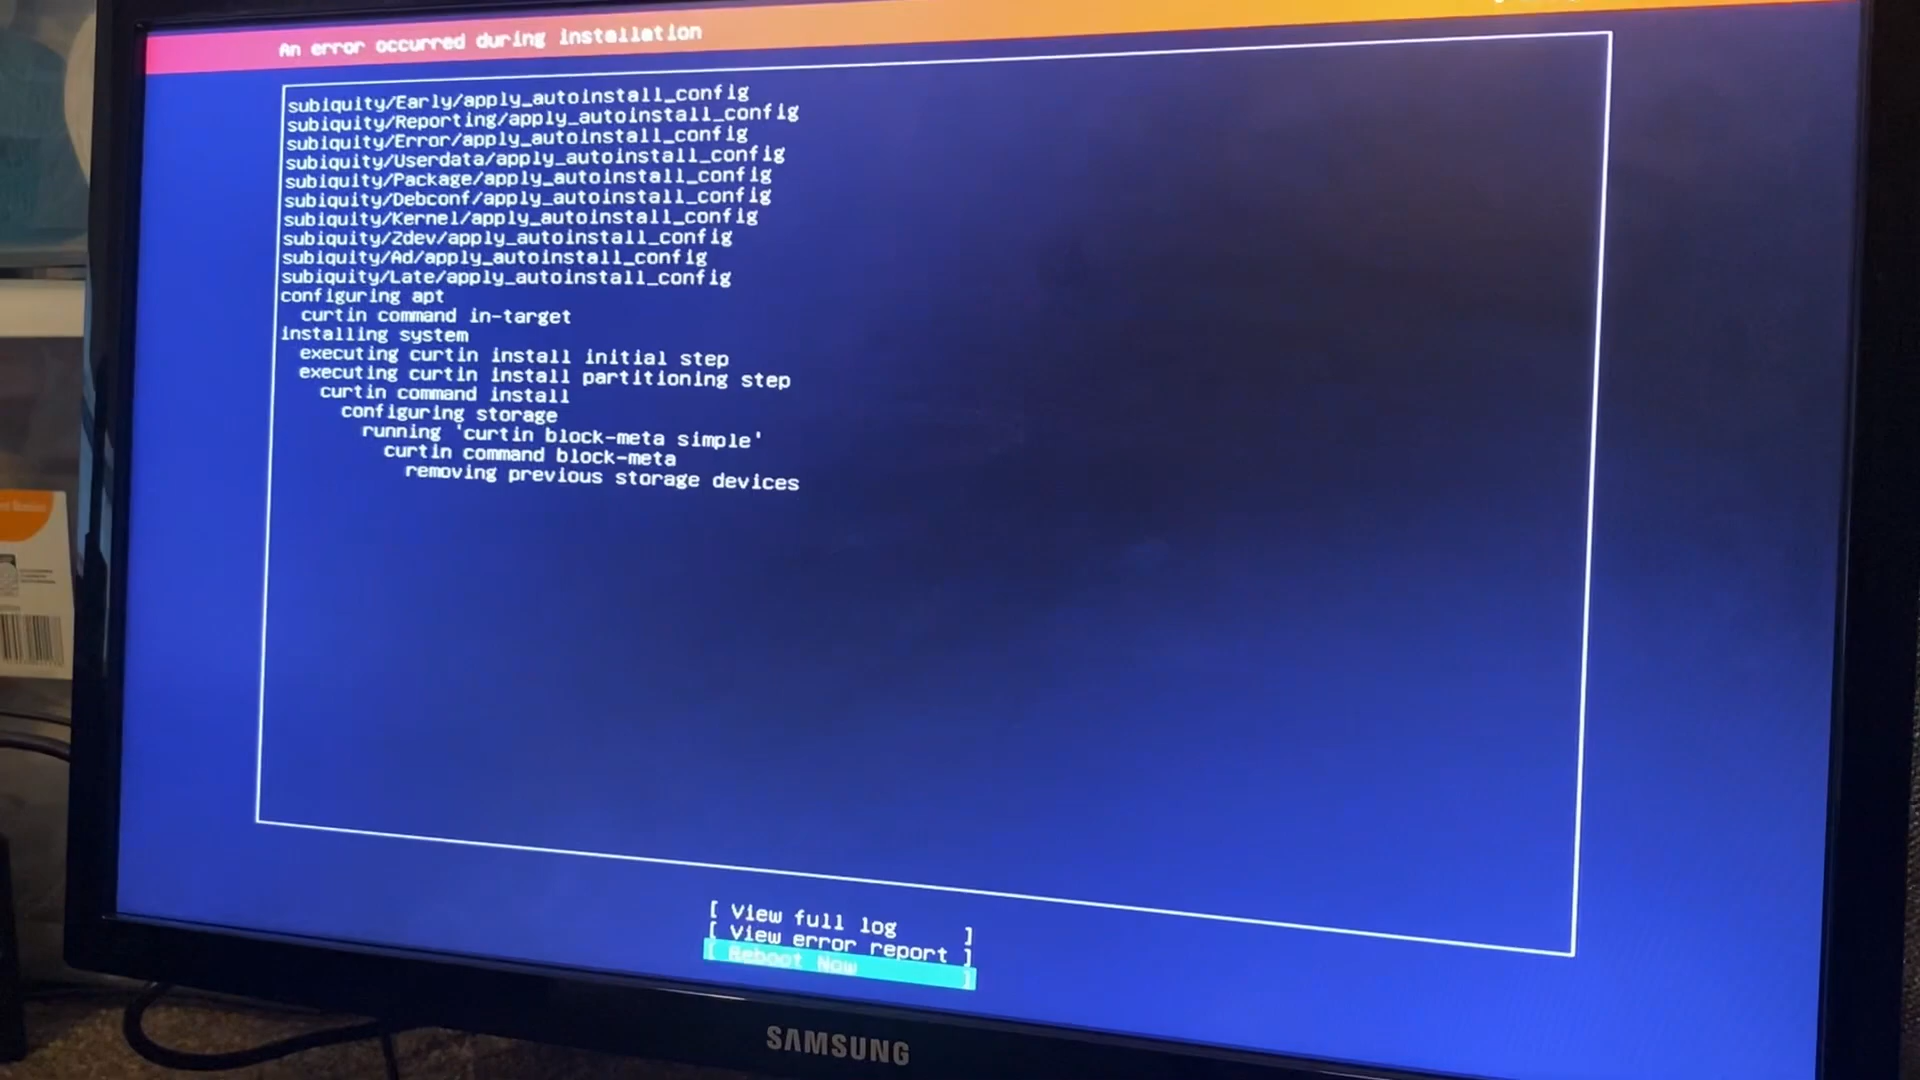 An error occurred during installation
subiquity/Early/apply_autoinstall_config
subiquity/Reporting/apply_autoinstall_config
subiquity/Error/apply_autoinstall_config
subiquity/Userdata/apply_autoinstall_config
subiquity/Package/apply_autoinstall_config
subiquity/Debconf/apply_autoinstall_config
subiquity/Kernel/apply_autoinstall_config
subiquity/Zdev/apply_autoinstall_config
subiquity/Ad/apply_autoinstall_config
subiquity/Late/apply_autoinstall_config
configuring apt
curtin command in-target
installing system
executing curtin install initial step
executing curtin install partitioning step
curtin command install
configuring storage
running 'curtin block-meta simple'
curtin command block-meta
removing previous storage devices
[ View full log ]
[ View error report ]
[ Reboot Now ]
SAMSUNG